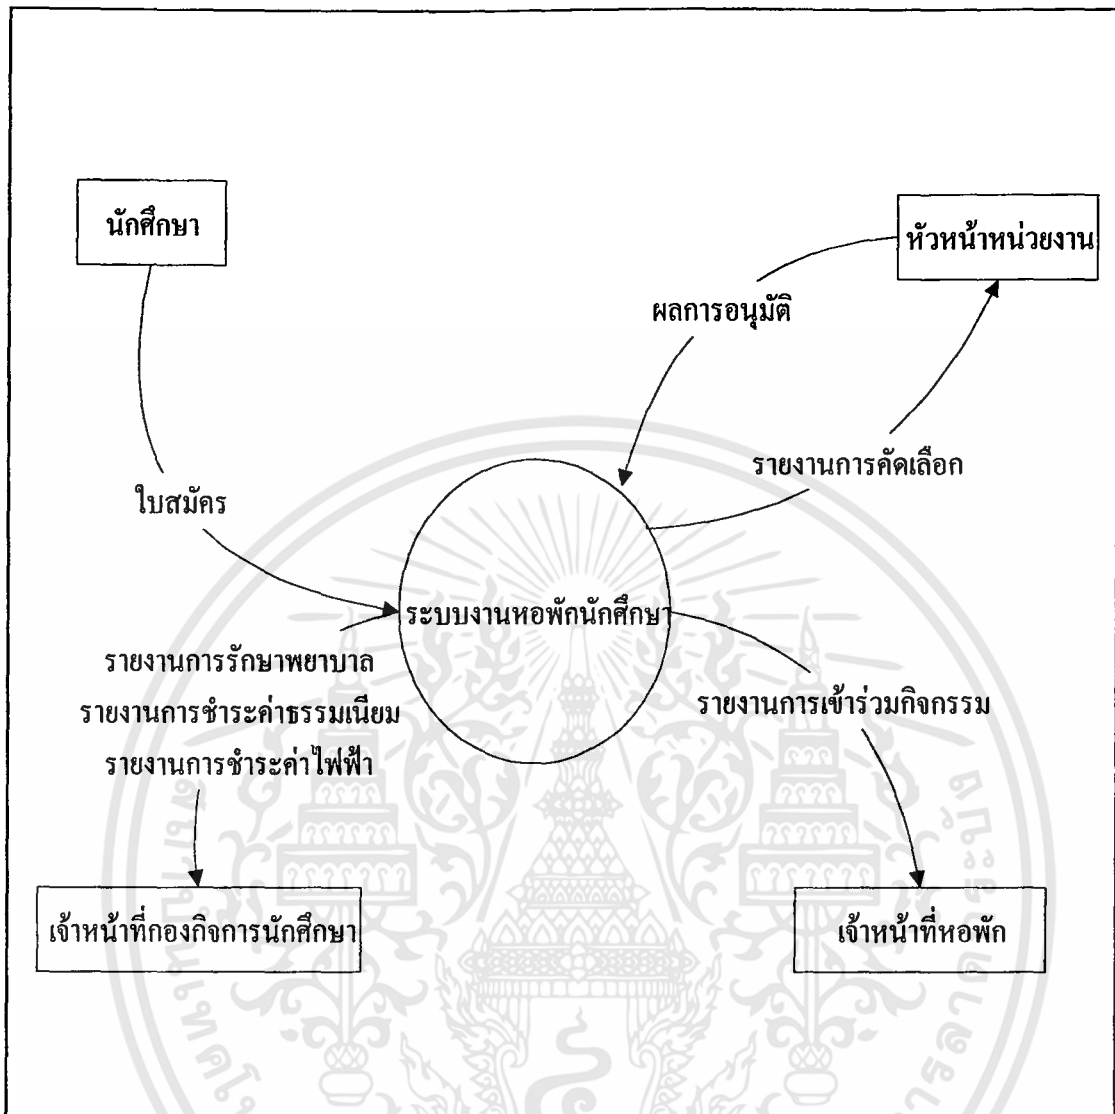 นักศึกษา
หัวหน้าหน่วยงาน
ผลการอนุมัติ
รายงานการคัดเลือก
ใบสมัคร
ระบบงานหอพักนักศึกษา
รายงานการรักษาพยาบาล
รายงานการชำระค่าธรรมเนียม
รายงานการชำระค่าไฟฟ้า
รายงานการเข้าร่วมกิจกรรม
เจ้าหน้าที่กองกิจการนักศึกษา
เจ้าหน้าที่หอพัก